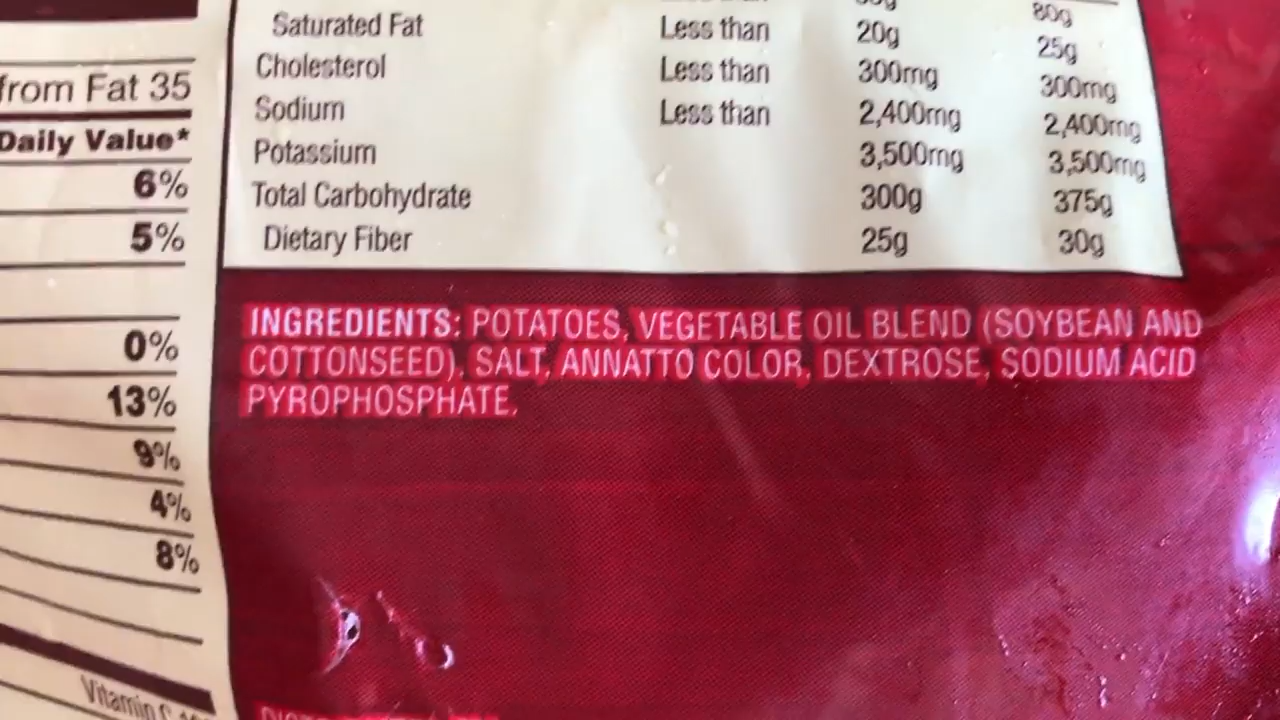 from Fat 35
Daily Value*
6%
5%
0%
13%
9%
4%
8%
Vitamin C
80g
Saturated Fat Less than 20g 25g
Cholesterol Less than 300mg 300mg
Sodium Less than 2,400mg 2,400mg
Potassium 3,500mg 3,500mg
Total Carbohydrate 300g 375g
Dietary Fiber 25g 30g
INGREDIENTS: POTATOES, VEGETABLE OIL BLEND (SOYBEAN AND
COTTONSEED), SALT, ANNATTO COLOR, DEXTROSE, SODIUM ACID
PYROPHOSPHATE.